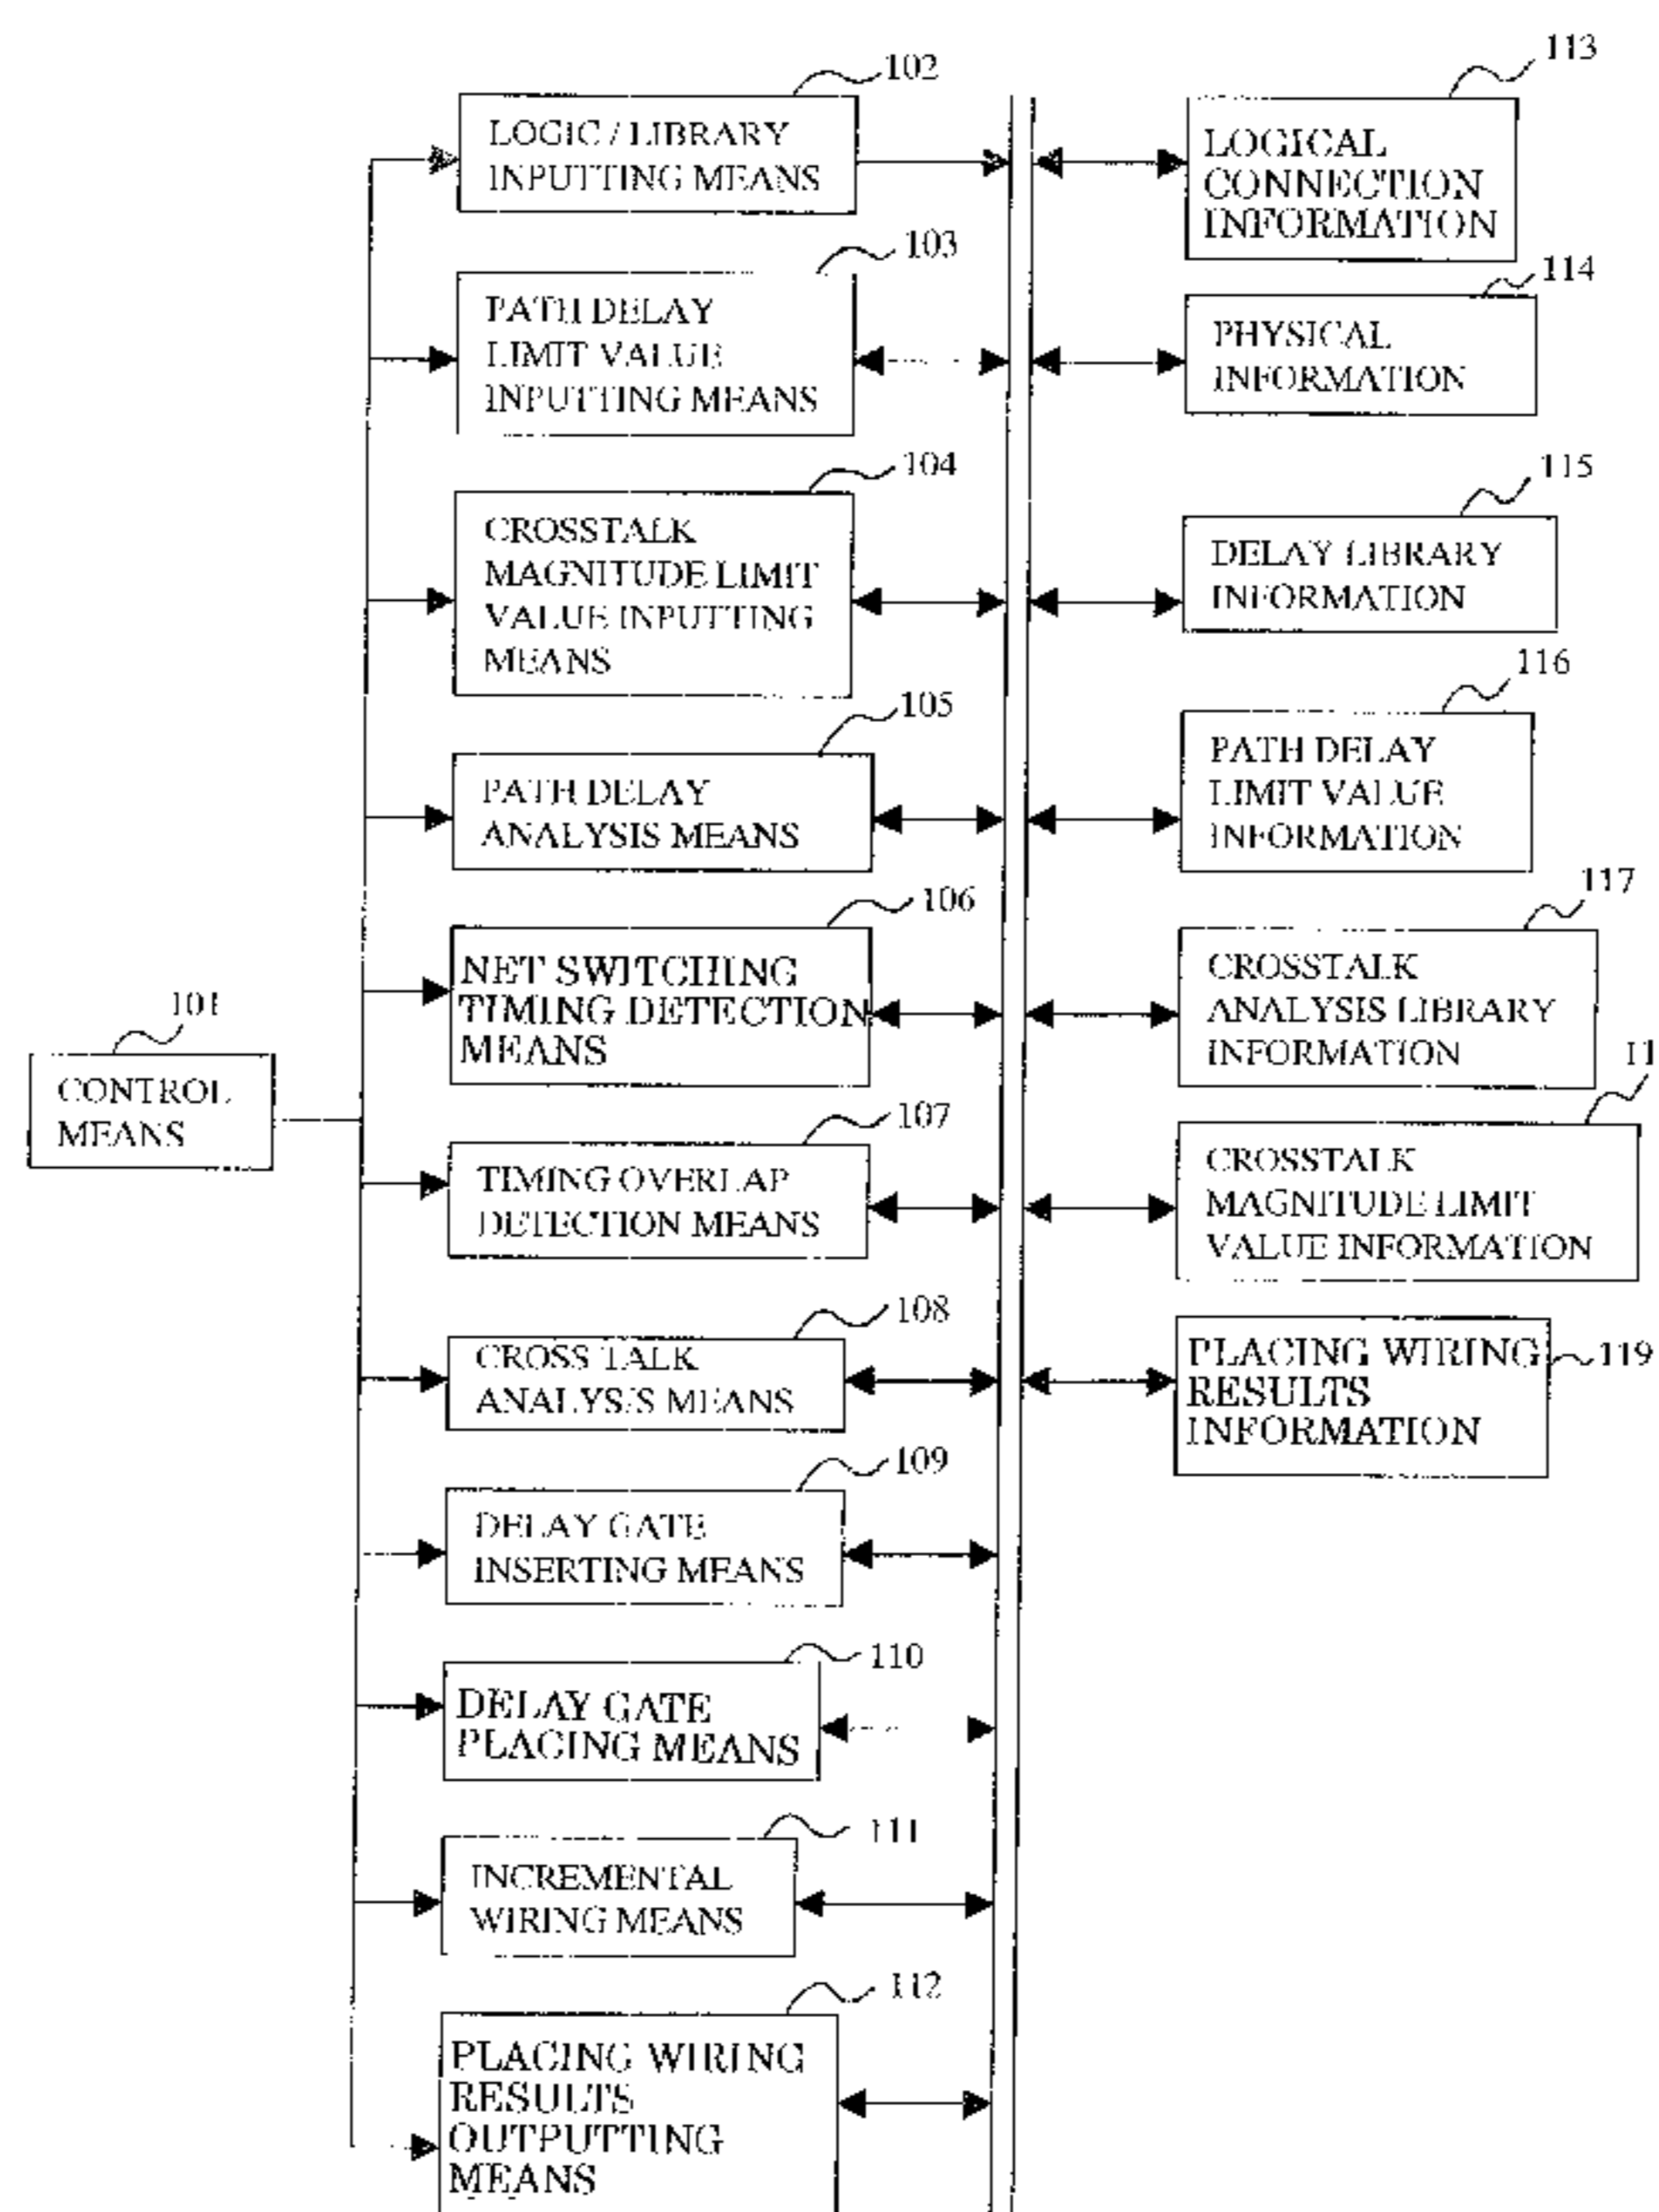 102
LOGIC / LIBRARY
INPUTTING MEANS
103
PATH DELAY
LIMIT VALUE
INPUTTING MEANS
104
CROSSTALK
MAGNITUDE LIMIT
VALUE INPUTTING
MEANS
105
PATH DELAY
ANALYSIS MEANS
106
NET SWITCHING
TIMING DETECTION
MEANS
101
CONTROL
MEANS
107
TIMING OVERLAP
DETECTION MEANS
108
CROSS TALK
ANALYSIS MEANS
109
DELAY GATE
INSERTING MEANS
110
DELAY GATE
PLACING MEANS
111
INCREMENTAL
WIRING MEANS
112
PLACING WIRING
RESULTS
OUTPUTTING
MEANS
113
LOGICAL
CONNECTION
INFORMATION
114
PHYSICAL
INFORMATION
115
DELAY LIBRARY
INFORMATION
116
PATH DELAY
LIMIT VALUE
INFORMATION
117
CROSSTALK
ANALYSIS LIBRARY
INFORMATION
11
CROSSTALK
MAGNITUDE LIMIT
VALUE INFORMATION
PLACING WIRING
RESULTS
INFORMATION
119